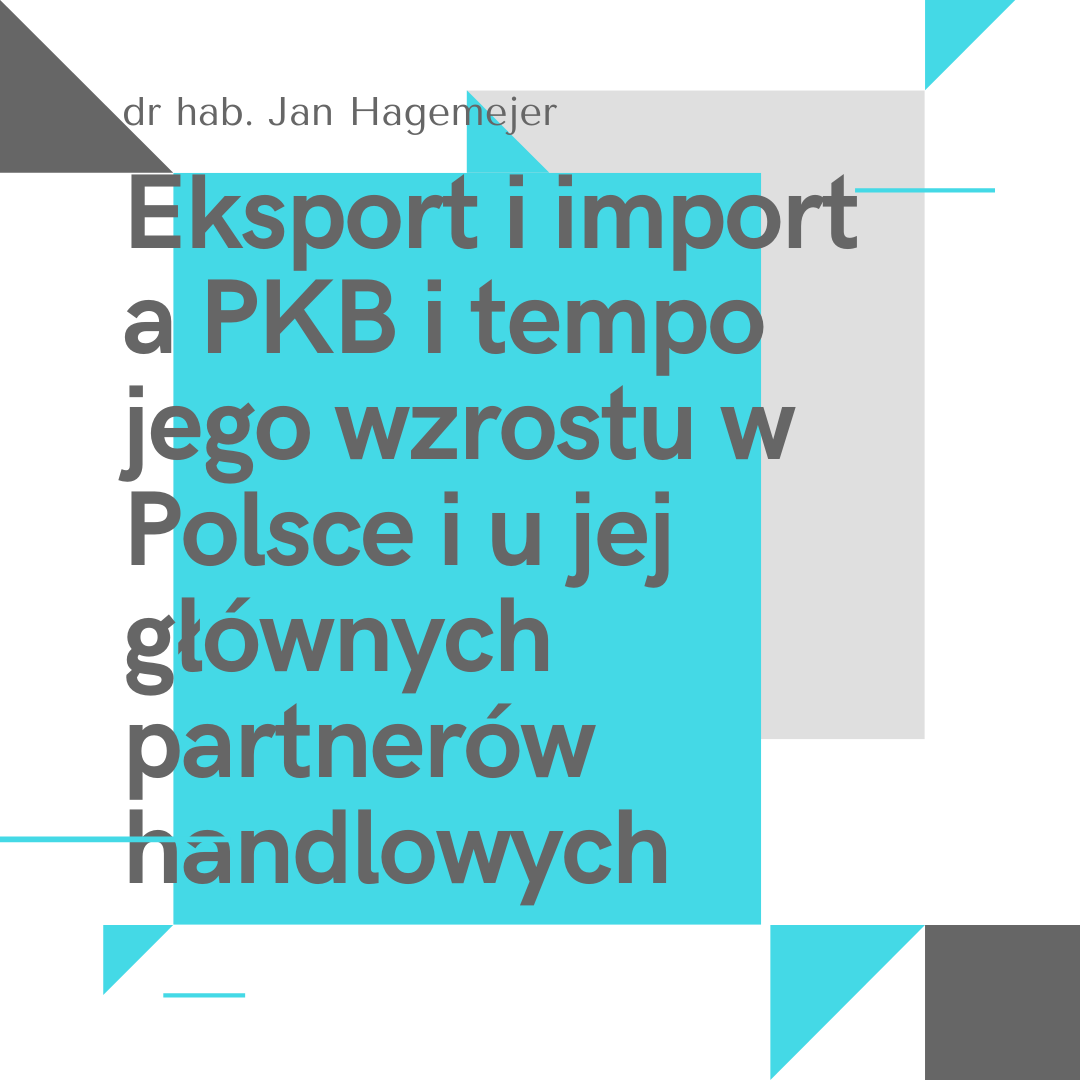 dr hab. Jan Hagemejer
Eksport i import
a PKB i tempo
jego wzrostu w
Polsce i u jej
głównych
partnerów
handlowych